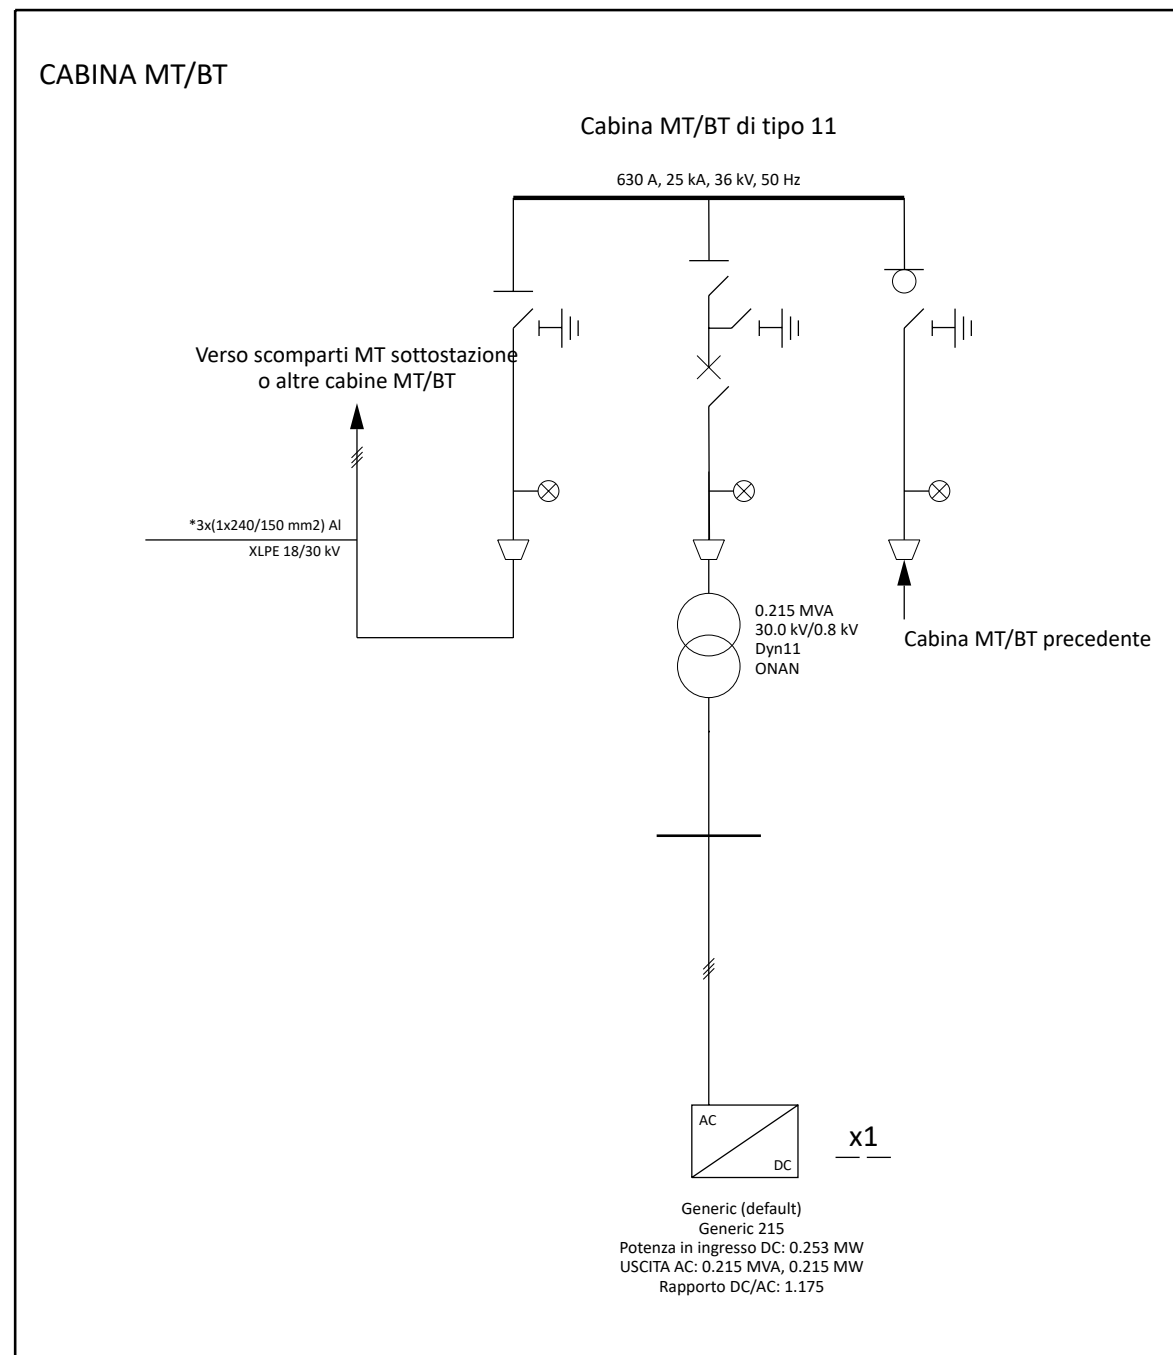 CABINA MT/BT
Cabina MT/BT di tipo 11
630 A, 25 kA, 36 kV, 50 Hz
Verso scomparti MT sottostazione
o altre cabine MT/BT
*3x(1x240/150 mm2) Al
XLPE 18/30 kV
0.215 MVA
30.0 kV/0.8 kV
Dyn11
ONAN
Cabina MT/BT precedente
AC
DC
x1
Generic (default)
Generic 215
Potenza in ingresso DC: 0.253 MW
USCITA AC: 0.215 MVA, 0.215 MW
Rapporto DC/AC: 1.175